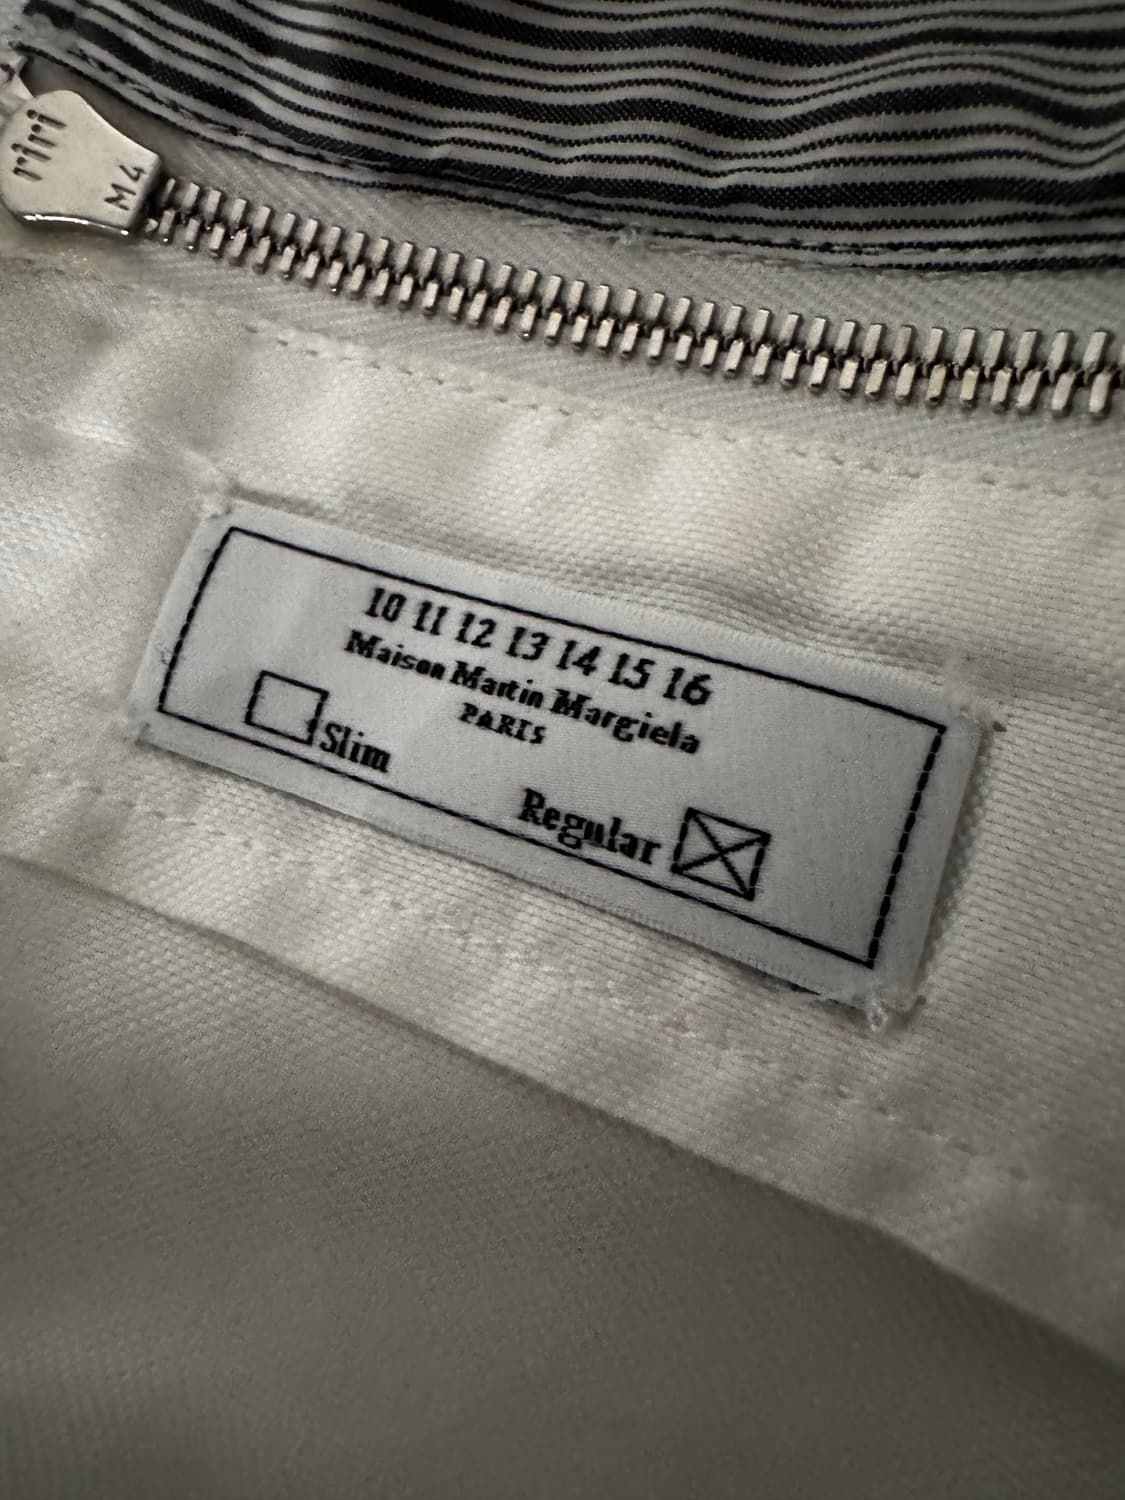 riri
M4
10 11 12 13 14 15 16
Maison Martin Margiela
PARIS
Slim
Regular